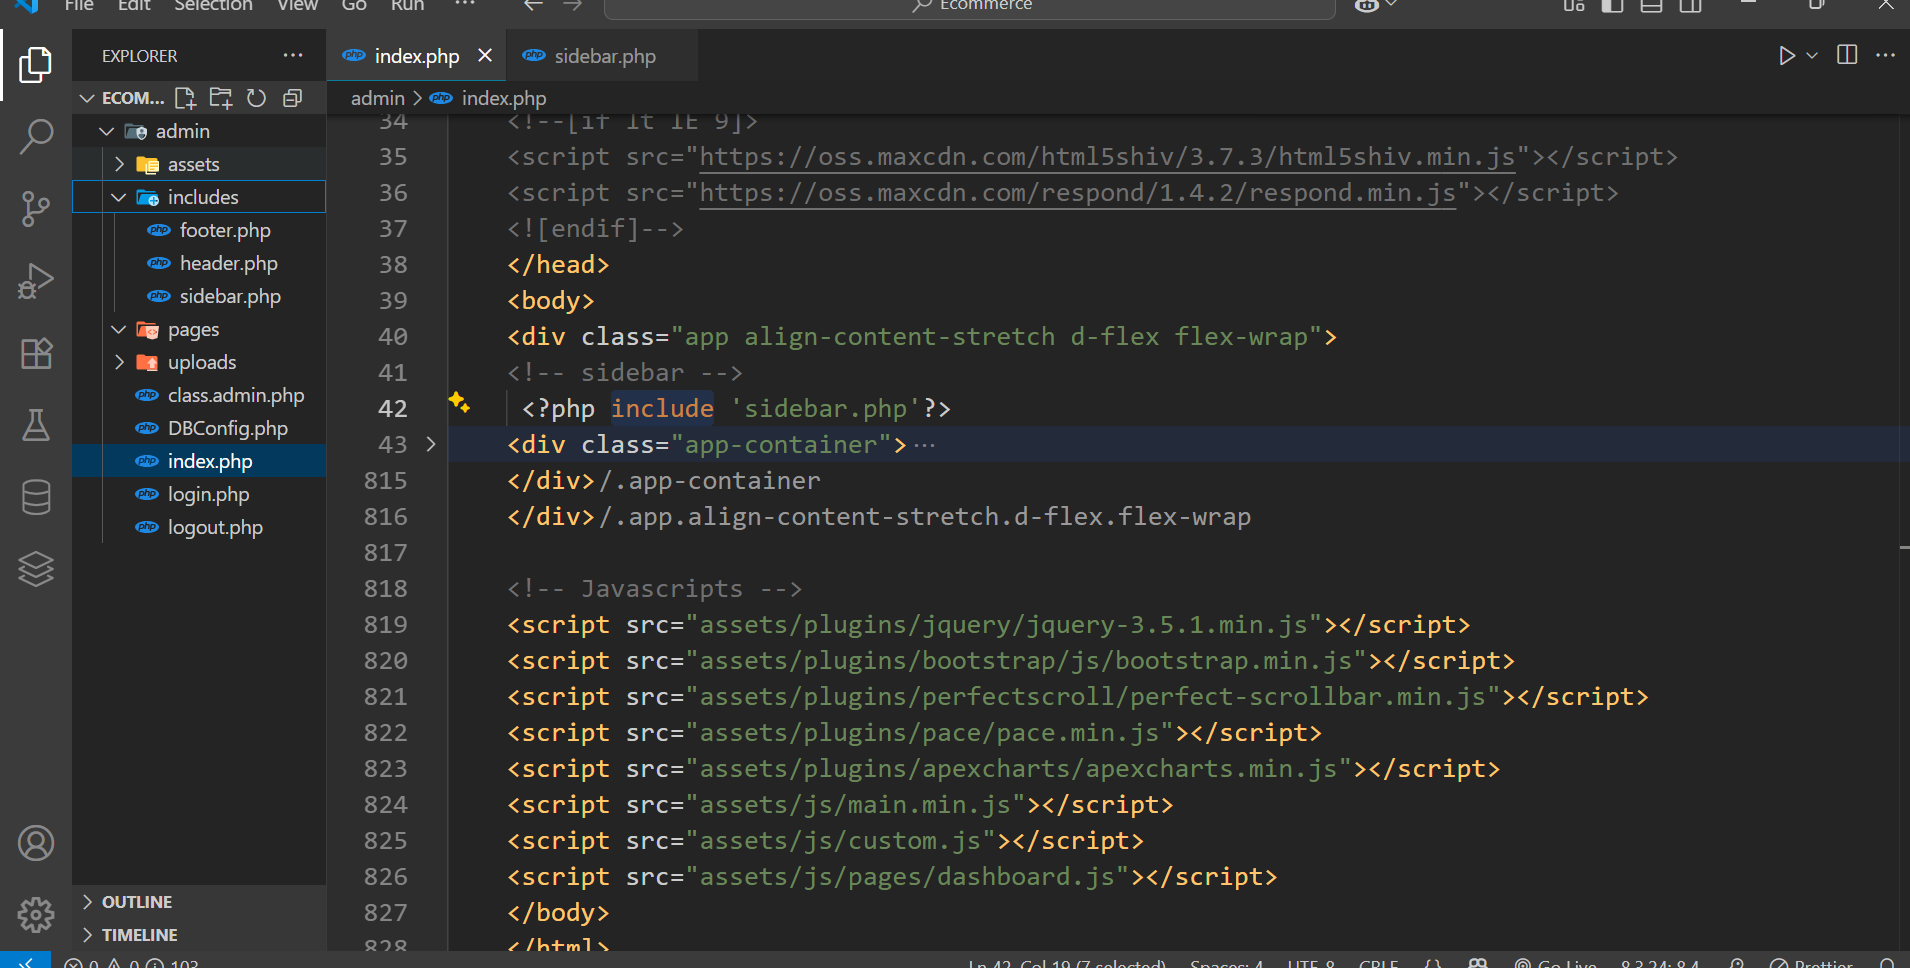 File Edit Selection View Go Run ··· Ecommerce
EXPLORER ···
index.php
sidebar.php
ECOM...
admin > index.php
admin
assets
includes
footer.php
header.php
sidebar.php
pages
uploads
class.admin.php
DBConfig.php
index.php
login.php
logout.php
OUTLINE
TIMELINE
34 <!--[if lt IE 9]>
35 <script src="https://oss.maxcdn.com/html5shiv/3.7.3/html5shiv.min.js"></script>
36 <script src="https://oss.maxcdn.com/respond/1.4.2/respond.min.js"></script>
37 <![endif]-->
38 </head>
39 <body>
40 <div class="app align-content-stretch d-flex flex-wrap">
41 <!-- sidebar -->
42 <?php include 'sidebar.php'?>
43 <div class="app-container">···
815 </div>/.app-container
816 </div>/.app.align-content-stretch.d-flex.flex-wrap
817
818 <!-- Javascripts -->
819 <script src="assets/plugins/jquery/jquery-3.5.1.min.js"></script>
820 <script src="assets/plugins/bootstrap/js/bootstrap.min.js"></script>
821 <script src="assets/plugins/perfectscroll/perfect-scrollbar.min.js"></script>
822 <script src="assets/plugins/pace/pace.min.js"></script>
823 <script src="assets/plugins/apexcharts/apexcharts.min.js"></script>
824 <script src="assets/js/main.min.js"></script>
825 <script src="assets/js/custom.js"></script>
826 <script src="assets/js/pages/dashboard.js"></script>
827 </body>
828 </html>
0 0 103 Ln 42, Col 19 (7 selected) Spaces: 4 UTF-8 CRLF { } Go Live 8.3.24: 8.4 Prettier